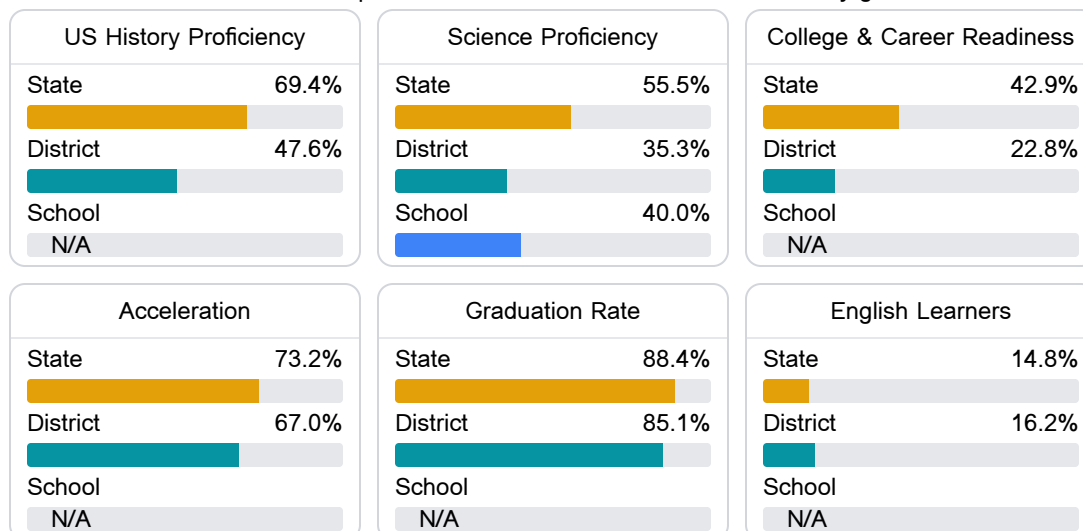 US History Proficiency
State 69.4%
District 47.6%
School
N/A
Science Proficiency
State 55.5%
District 35.3%
School 40.0%
College & Career Readiness
State 42.9%
District 22.8%
School
N/A
Acceleration
State 73.2%
District 67.0%
School
N/A
Graduation Rate
State 88.4%
District 85.1%
School
N/A
English Learners
State 14.8%
District 16.2%
School
N/A